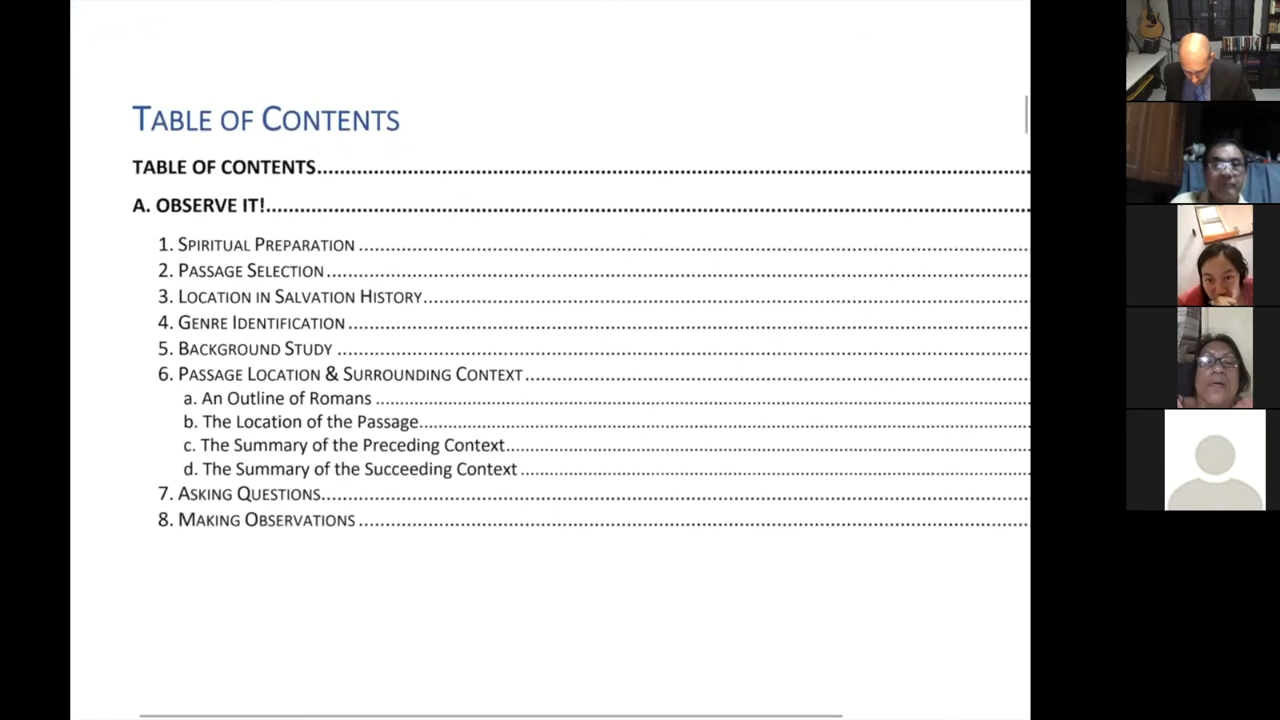 TABLE OF CONTENTS
TABLE OF CONTENTS
A. OBSERVE IT!
1. SPIRITUAL PREPARATION
2. PASSAGE SELECTION
3. LOCATION IN SALVATION HISTORY
4. GENRE IDENTIFICATION
5. BACKGROUND STUDY
6. PASSAGE LOCATION & SURROUNDING CONTEXT
a. An Outline of Romans
b. The Location of the Passage
c. The Summary of the Preceding Context
d. The Summary of the Succeeding Context
7. ASKING QUESTIONS
8. MAKING OBSERVATIONS